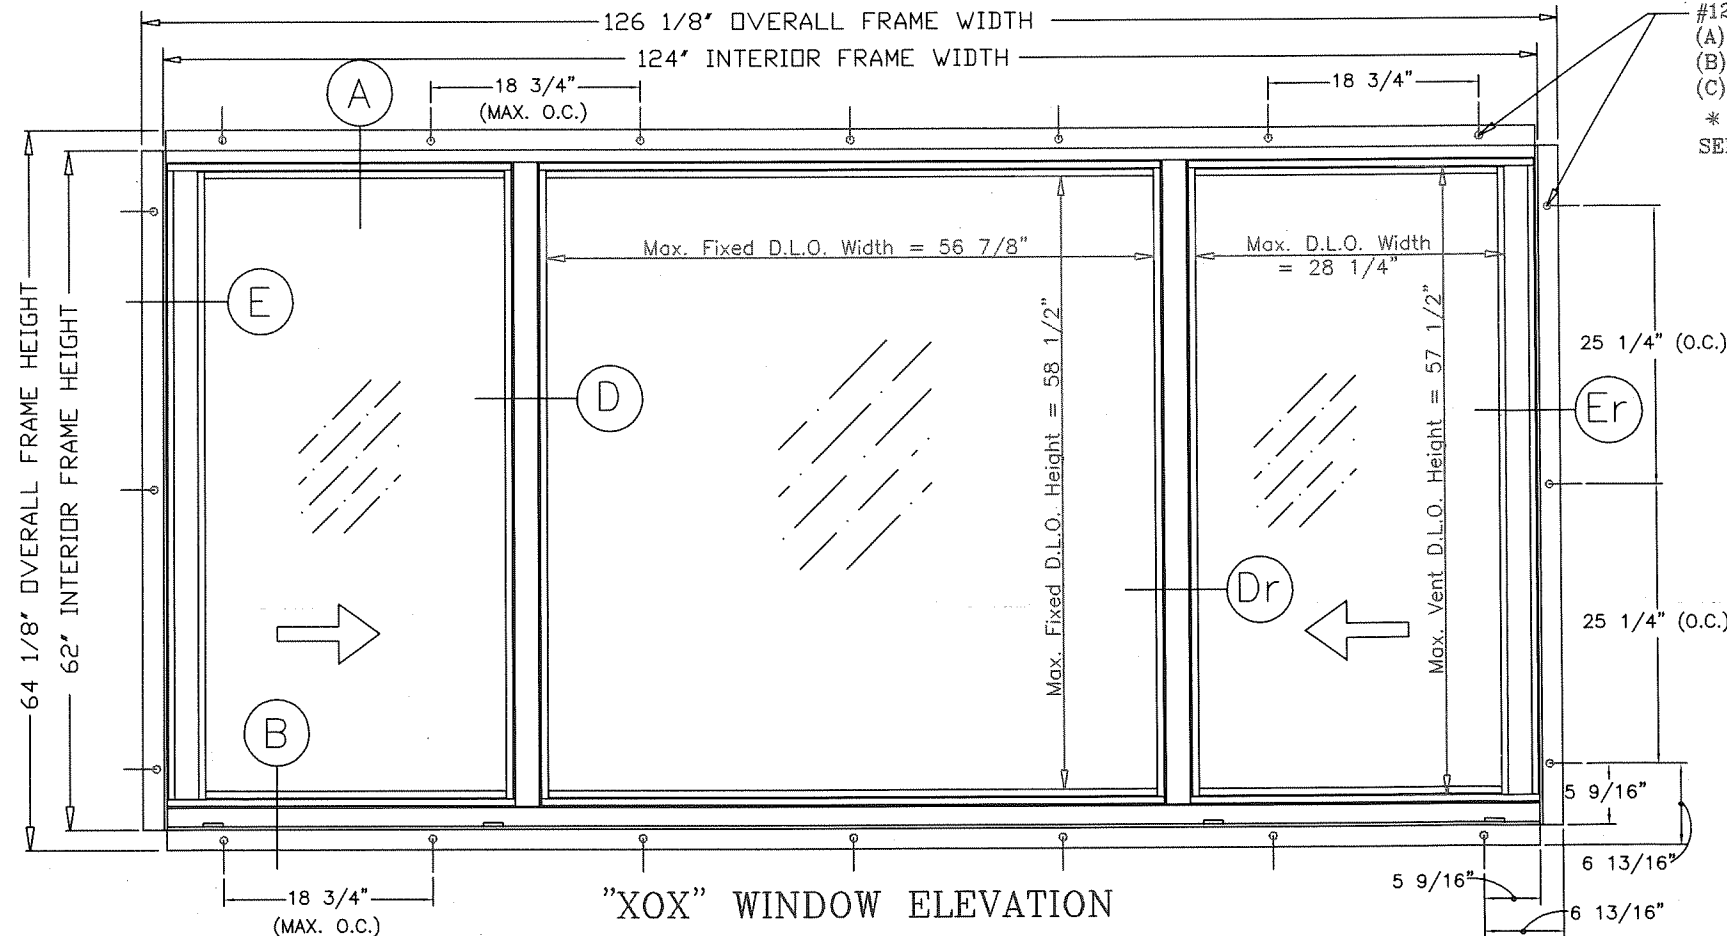 126 1/8" OVERALL FRAME WIDTH
124" INTERIOR FRAME WIDTH
#12
(A)
(B)
(C)
*
18 3/4"
(MAX. O.C.)
18 3/4"
A
64 1/8" OVERALL FRAME HEIGHT
62" INTERIOR FRAME HEIGHT
Max. Fixed D.L.O. Width = 56 7/8"
Max. D.L.O. Width
= 28 1/4"
E
D
Max. Fixed D.L.O. Height = 58 1/2"
Max. Vent D.L.O. Height = 57 1/2"
25 1/4" (O.C.)
Er
Dr
25 1/4" (O.C.)
B
5 9/16"
6 13/16"
18 3/4"
(MAX. O.C.)
"XOX" WINDOW ELEVATION
5 9/16"
6 13/16"